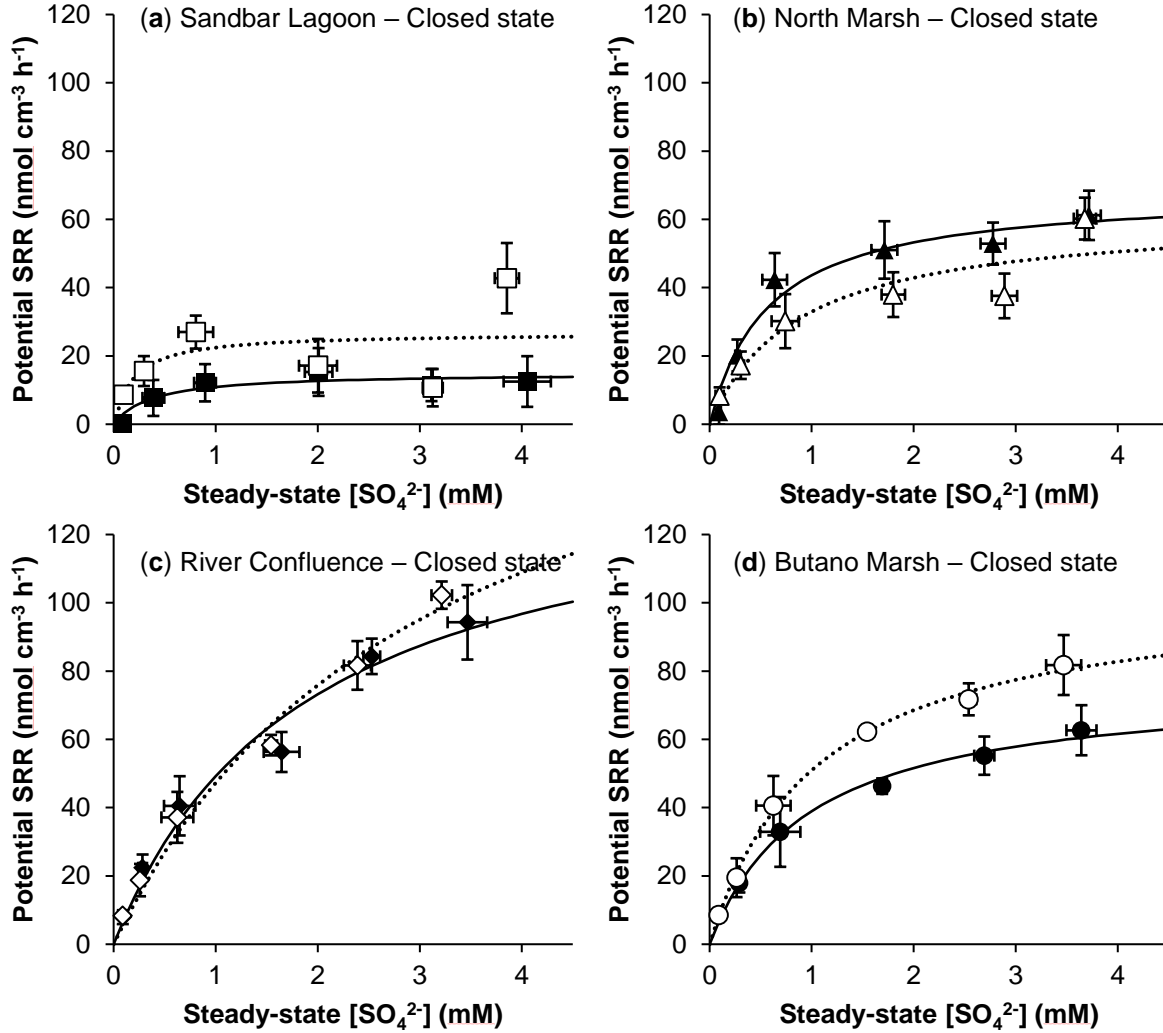 (a) Sandbar Lagoon – Closed state
Potential SRR (nmol cm⁻³ h⁻¹)
120
100
80
60
40
20
0
0 1 2 3 4
Steady-state [SO₄²⁻] (mM)
(b) North Marsh – Closed state
Potential SRR (nmol cm⁻³ h⁻¹)
120
100
80
60
40
20
0
0 1 2 3 4
Steady-state [SO₄²⁻] (mM)
(c) River Confluence – Closed state
Potential SRR (nmol cm⁻³ h⁻¹)
120
100
80
60
40
20
0
0 1 2 3 4
Steady-state [SO₄²⁻] (mM)
(d) Butano Marsh – Closed state
Potential SRR (nmol cm⁻³ h⁻¹)
120
100
80
60
40
20
0
0 1 2 3 4
Steady-state [SO₄²⁻] (mM)